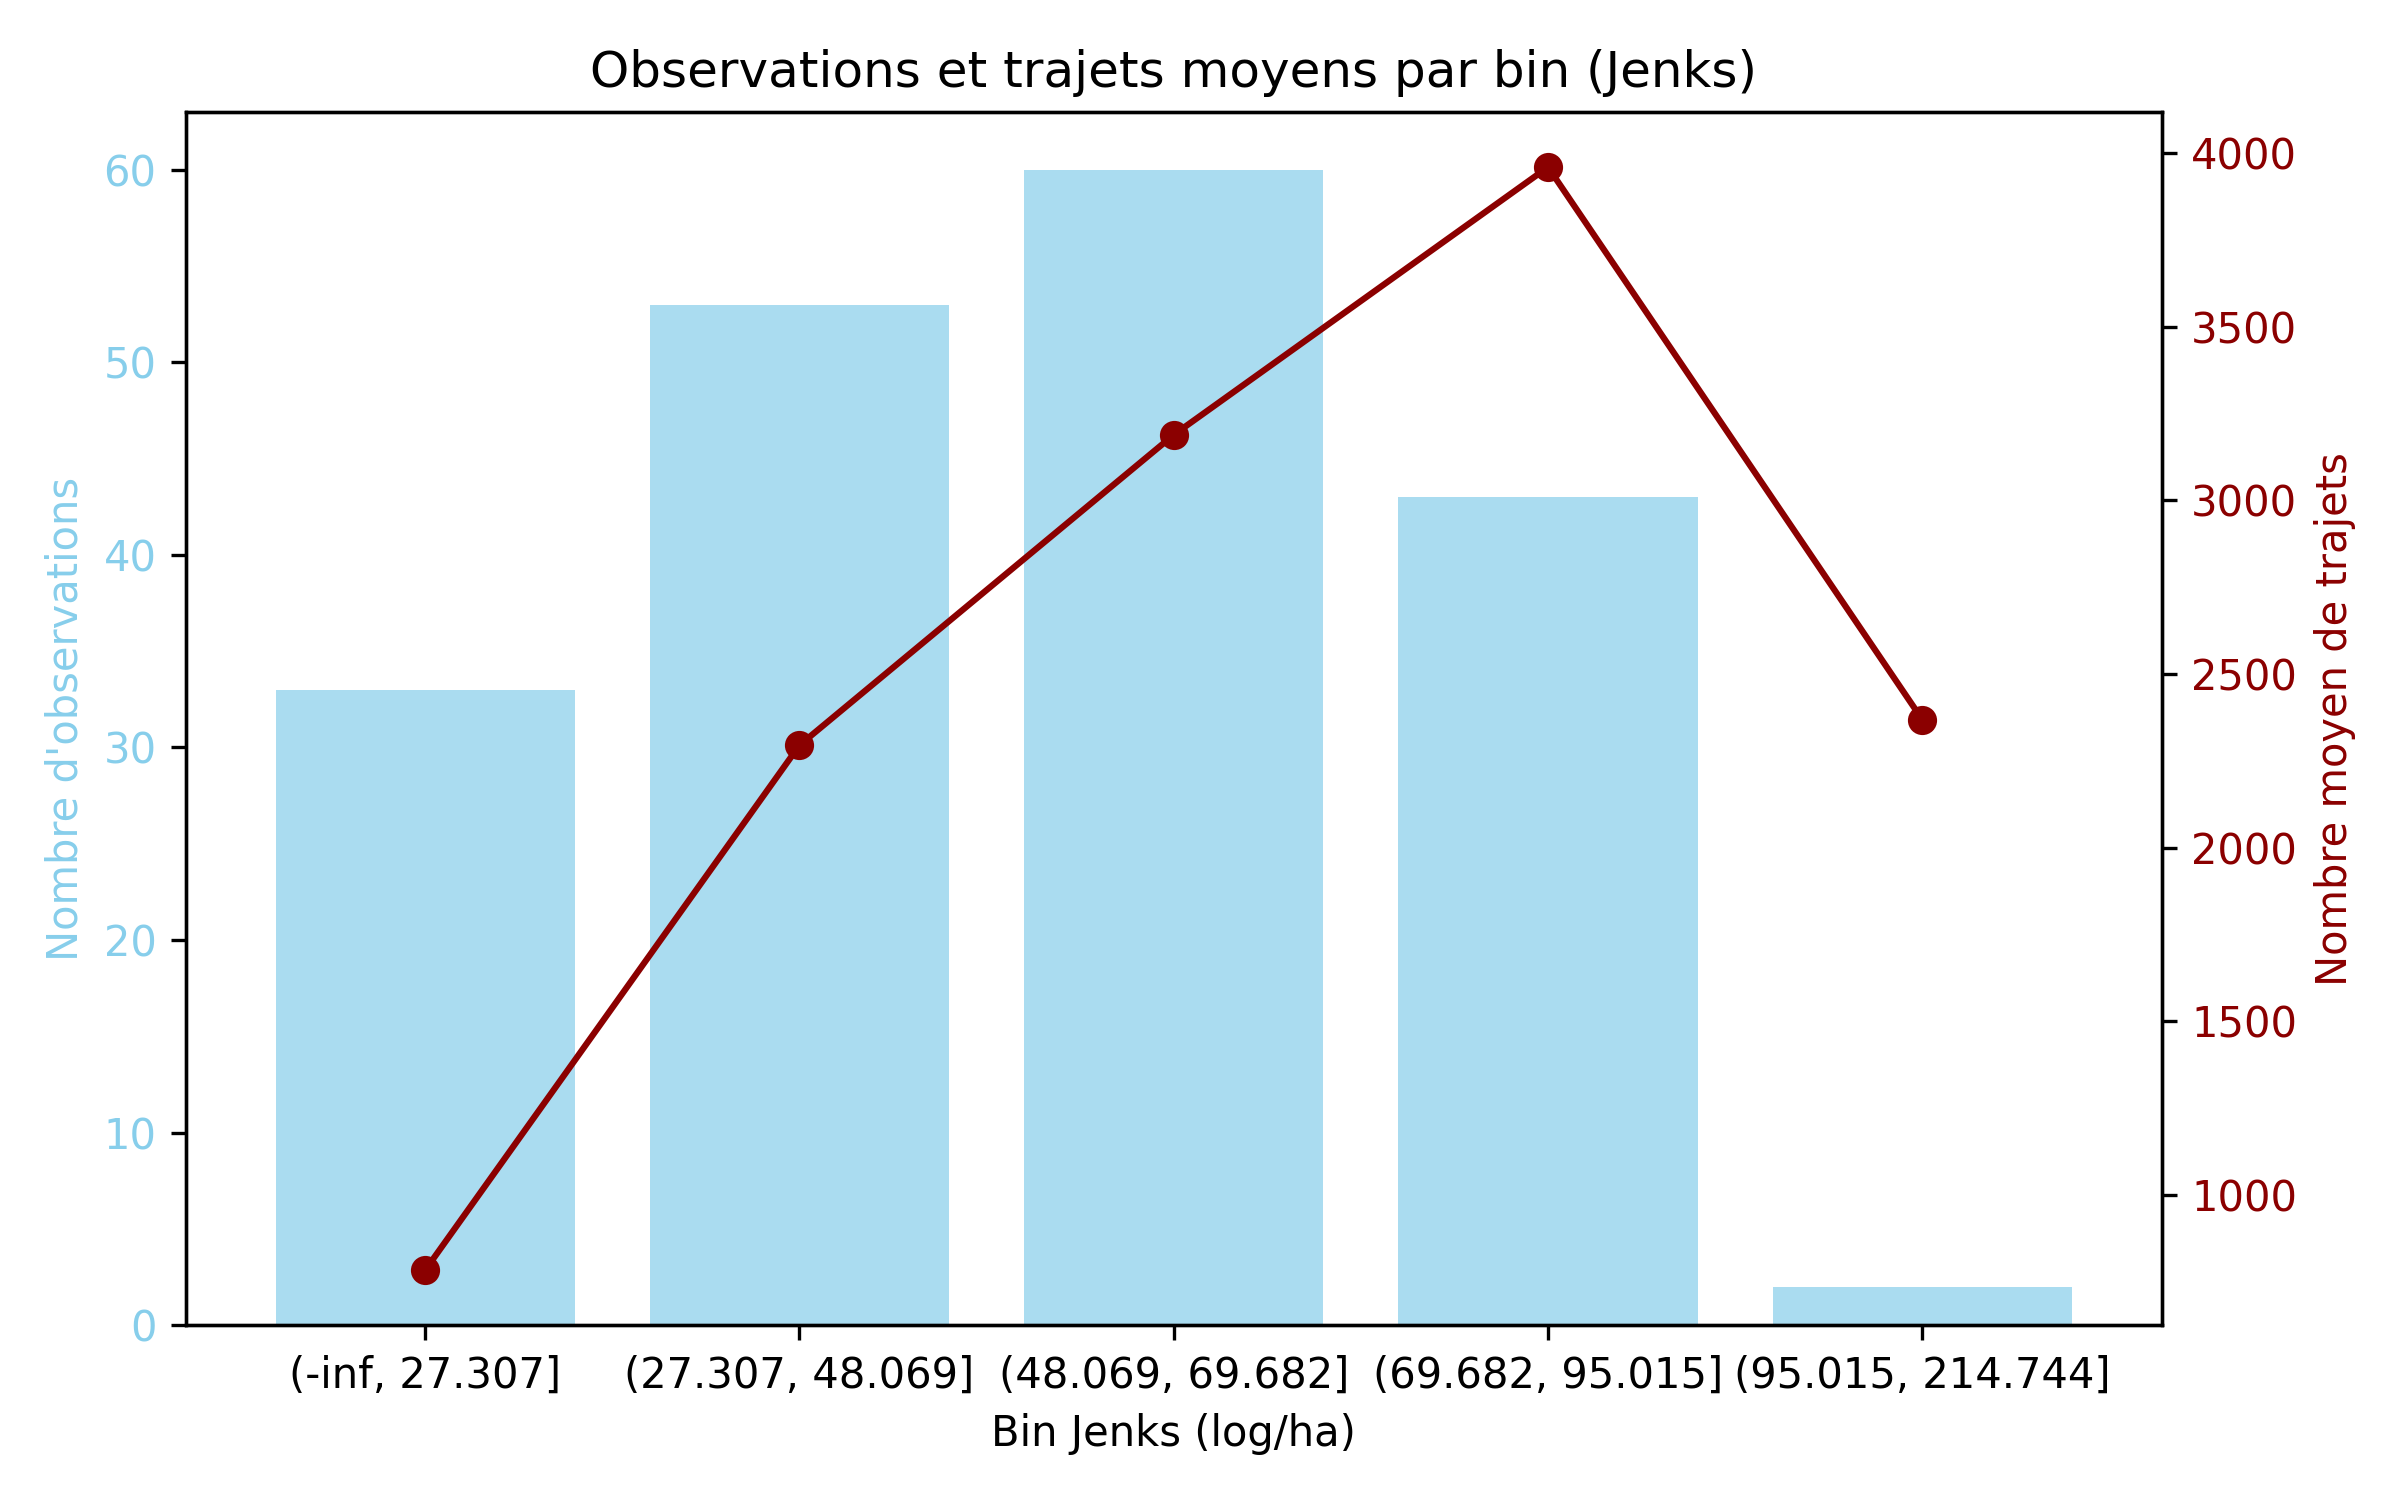 Observations et trajets moyens par bin (Jenks)
Nombre d'observations
60
50
40
30
20
10
0
4000
3500
3000
2500
2000
1500
1000
Nombre moyen de trajets
(-inf, 27.307] (27.307, 48.069] (48.069, 69.682] (69.682, 95.015] (95.015, 214.744]
Bin Jenks (log/ha)